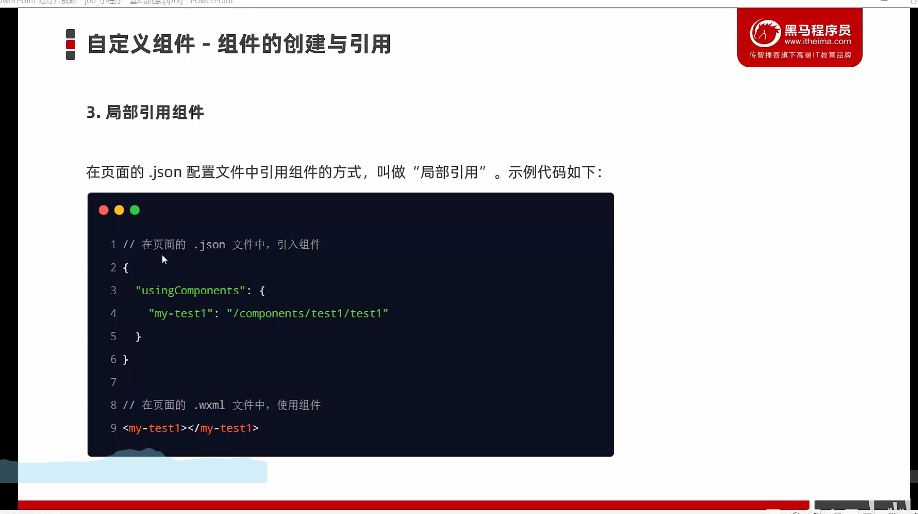 自定义组件 - 组件的创建与引用
黑马程序员
www.itheima.com
传智播客旗下高端IT教育品牌
3. 局部引用组件
在页面的 .json 配置文件中引用组件的方式，叫做“局部引用”。示例代码如下：
1 // 在页面的 .json 文件中，引入组件
2 {
3 "usingComponents": {
4 "my-test1": "/components/test1/test1"
5 }
6 }
7
8 // 在页面的 .wxml 文件中，使用组件
9 <my-test1></my-test1>